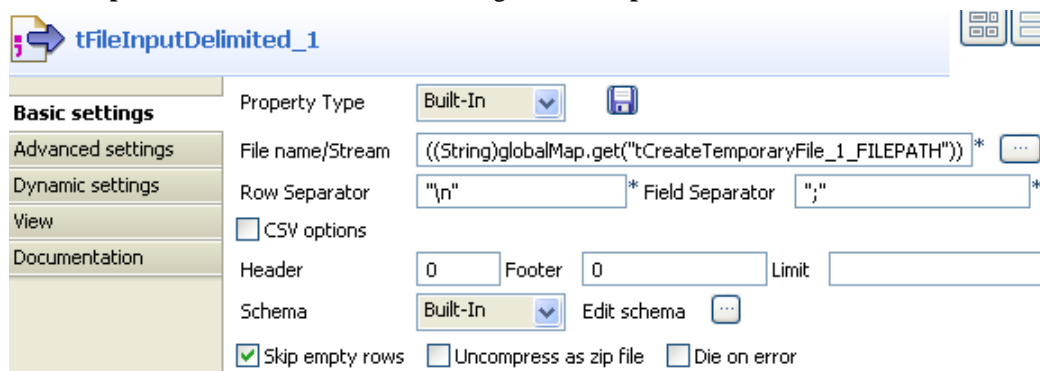 tFileInputDelimited_1
Basic settings
Advanced settings
Dynamic settings
View
Documentation
Property Type Built-In
File name/Stream ((String)globalMap.get("tCreateTemporaryFile_1_FILEPATH")) * ...
Row Separator "\n" * Field Separator ";" *
CSV options
Header 0 Footer 0 Limit
Schema Built-In Edit schema ...
Skip empty rows Uncompress as zip file Die on error